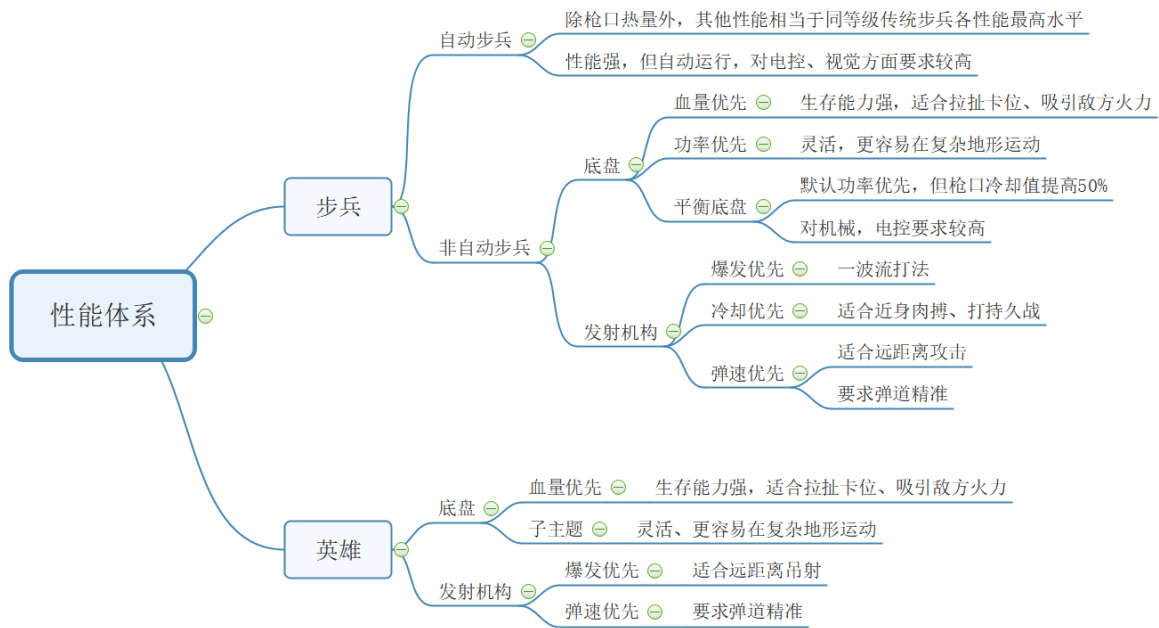 性能体系
步兵
自动步兵
除枪口热量外，其他性能相当于同等级传统步兵各性能最高水平
性能强，但自动运行，对电控、视觉方面要求较高
非自动步兵
底盘
血量优先
生存能力强，适合拉扯卡位、吸引敌方火力
功率优先
灵活，更容易在复杂地形运动
平衡底盘
默认功率优先，但枪口冷却值提高50%
对机械，电控要求较高
发射机构
爆发优先
一波流打法
冷却优先
适合近身肉搏、打持久战
弹速优先
适合远距离攻击
要求弹道精准
英雄
底盘
血量优先
生存能力强，适合拉扯卡位、吸引敌方火力
子主题
灵活、更容易在复杂地形运动
发射机构
爆发优先
适合远距离吊射
弹速优先
要求弹道精准